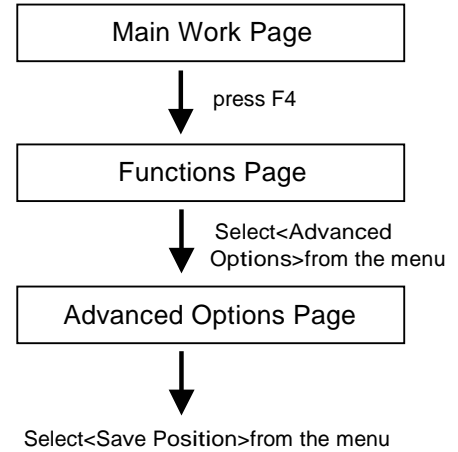 Main Work Page
press F4
Functions Page
Select<Advanced
Options>from the menu
Advanced Options Page
Select<Save Position>from the menu